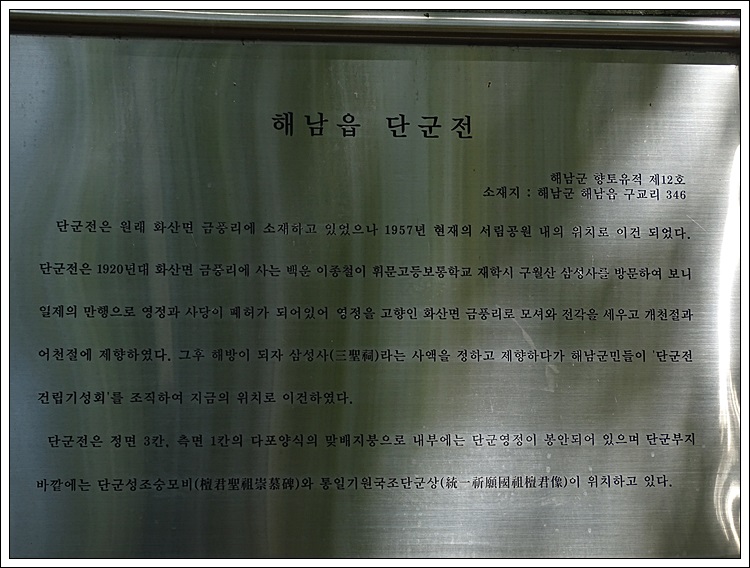 해남읍 단군전
해남군 향토유적 제12호
소재지 : 해남군 해남읍 구교리 346
단군전은 원래 화산면 금풍리에 소재하고 있었으나 1957년 현재의 서림공원 내의 위치로 이건 되었다.
단군전은 1920년대 화산면 금풍리에 사는 백운 이종철이 휘문고등보통학교 재학시 구월산 삼성사를 방문하여 보니
일제의 만행으로 영정과 사당이 폐허가 되어있어 영정을 고향인 화산면 금풍리로 모셔와 전각을 세우고 개천절과
어천절에 제향하였다. 그후 해방이 되자 삼성사(三聖祠)라는 사액을 정하고 제향하다가 해남군민들이 '단군전
건립기성회'를 조직하여 지금의 위치로 이건하였다.
단군전은 정면 3칸, 측면 1칸의 다포양식의 맞배지붕으로 내부에는 단군영정이 봉안되어 있으며 단군부지
바깥에는 단군성조숭모비(檀君聖祖崇慕碑)와 통일기원국조단군상(統一祈願國祖檀君像)이 위치하고 있다.